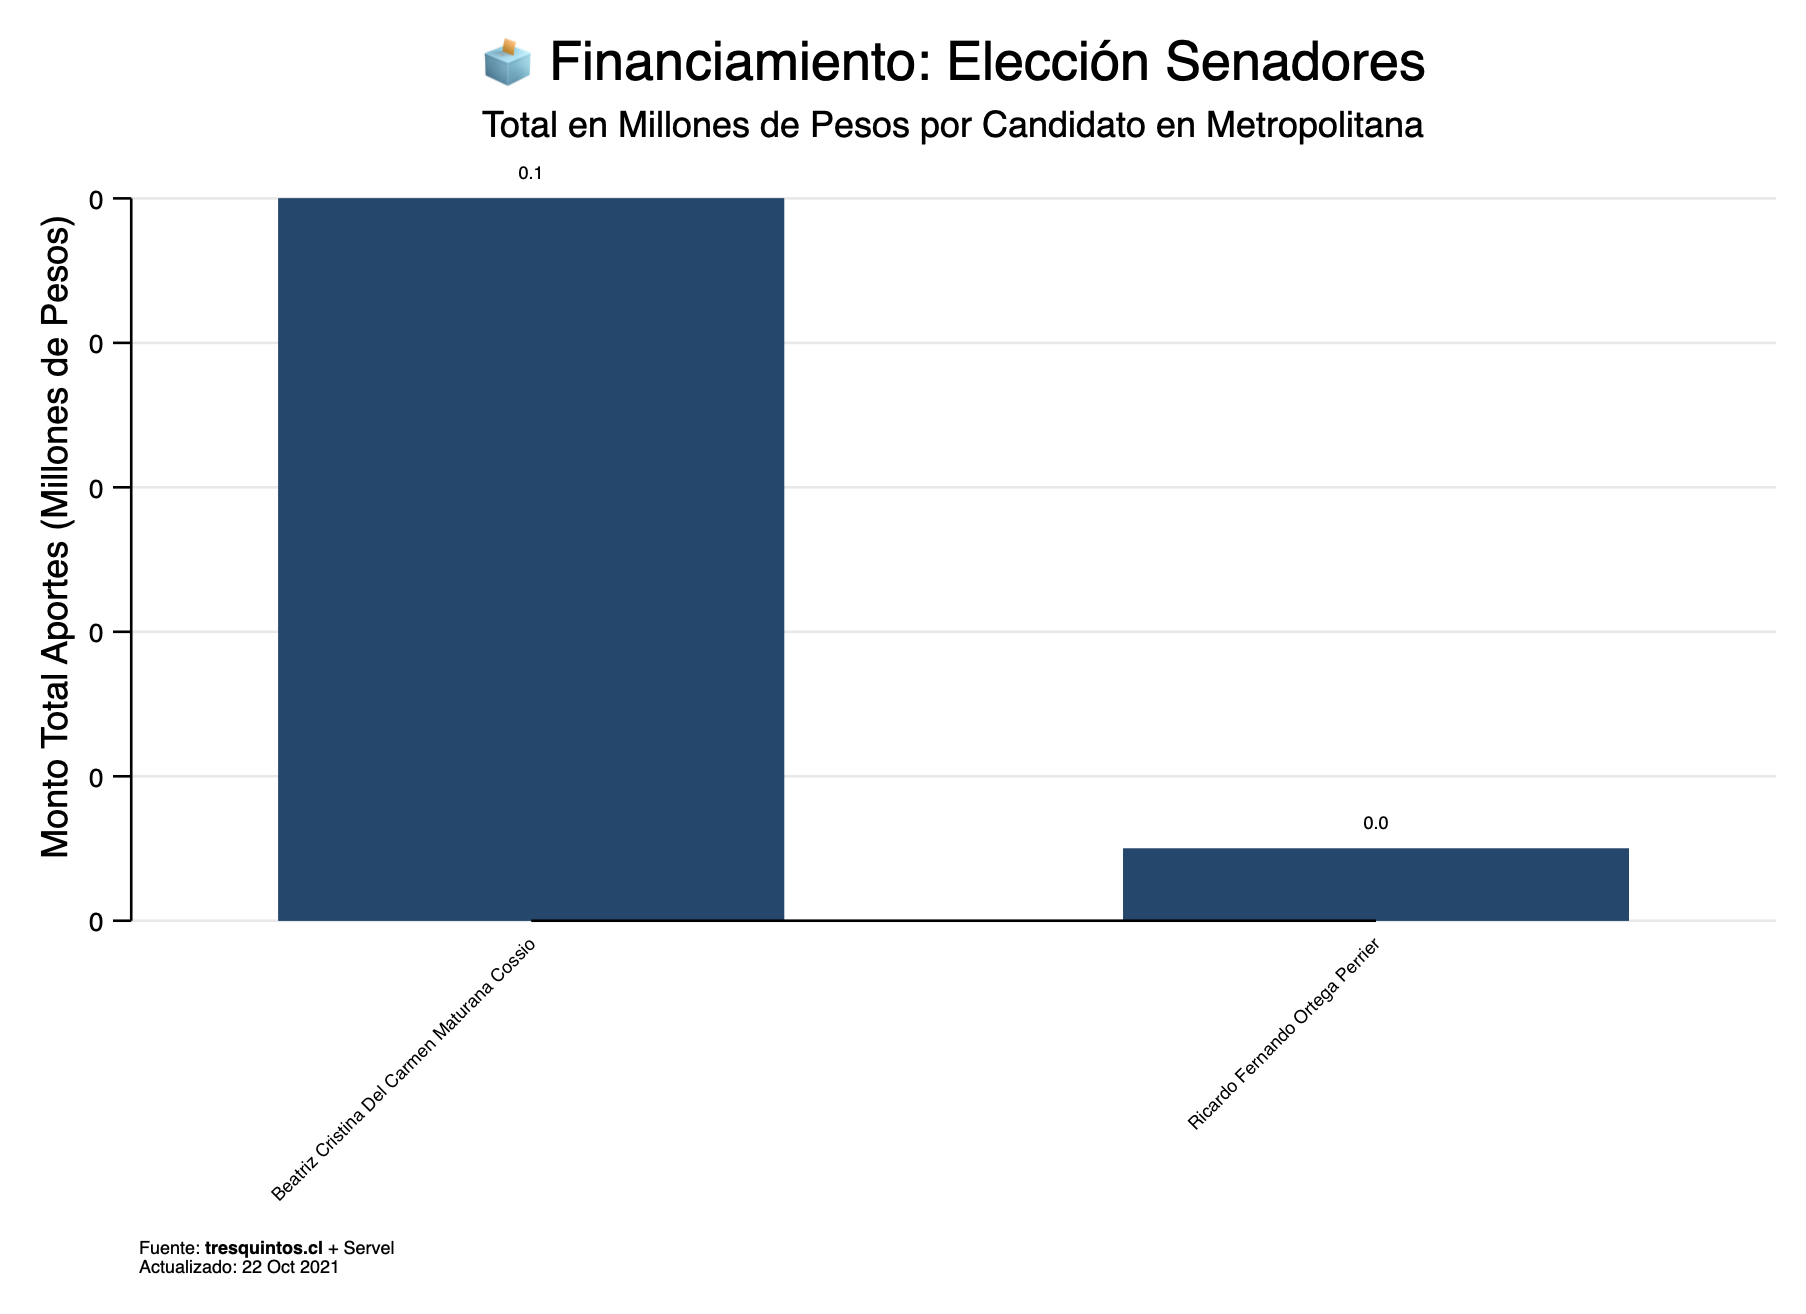 Financiamiento: Elección Senadores
Total en Millones de Pesos por Candidato en Metropolitana
Monto Total Aportes (Millones de Pesos)
0
0
0
0
0
0
0.1
0.0
Beatriz Cristina Del Carmen Maturana Cossio
Ricardo Fernando Ortega Perrier
Fuente: tresquintos.cl + Servel
Actualizado: 22 Oct 2021